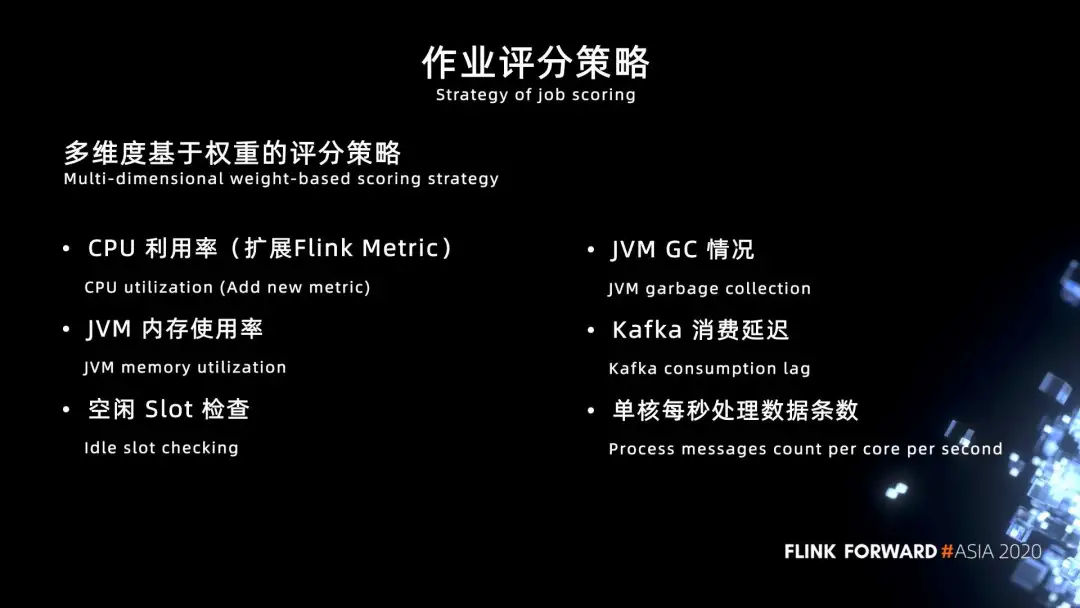 作业评分策略
Strategy of job scoring
多维度基于权重的评分策略
Multi-dimensional weight-based scoring strategy
• CPU 利用率（扩展Flink Metric）
CPU utilization (Add new metric)
• JVM 内存使用率
JVM memory utilization
• 空闲 Slot 检查
Idle slot checking
• JVM GC 情况
JVM garbage collection
• Kafka 消费延迟
Kafka consumption lag
• 单核每秒处理数据条数
Process messages count per core per second
FLINK FORWARD #ASIA 2020